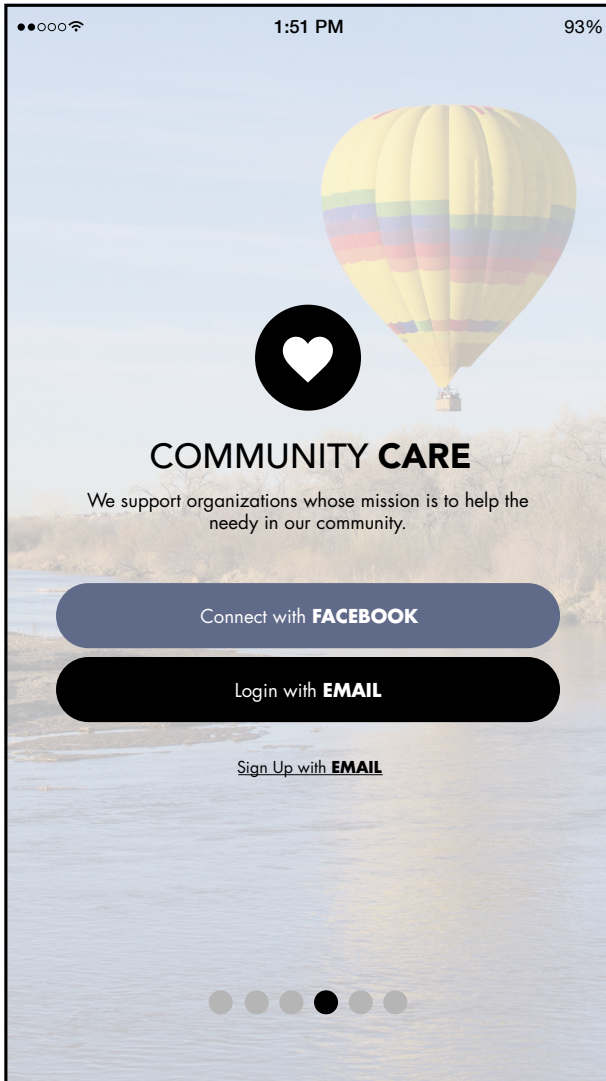 1:51 PM
93%
COMMUNITY CARE
We support organizations whose mission is to help the
needy in our community.
Connect with FACEBOOK
Login with EMAIL
Sign Up with EMAIL